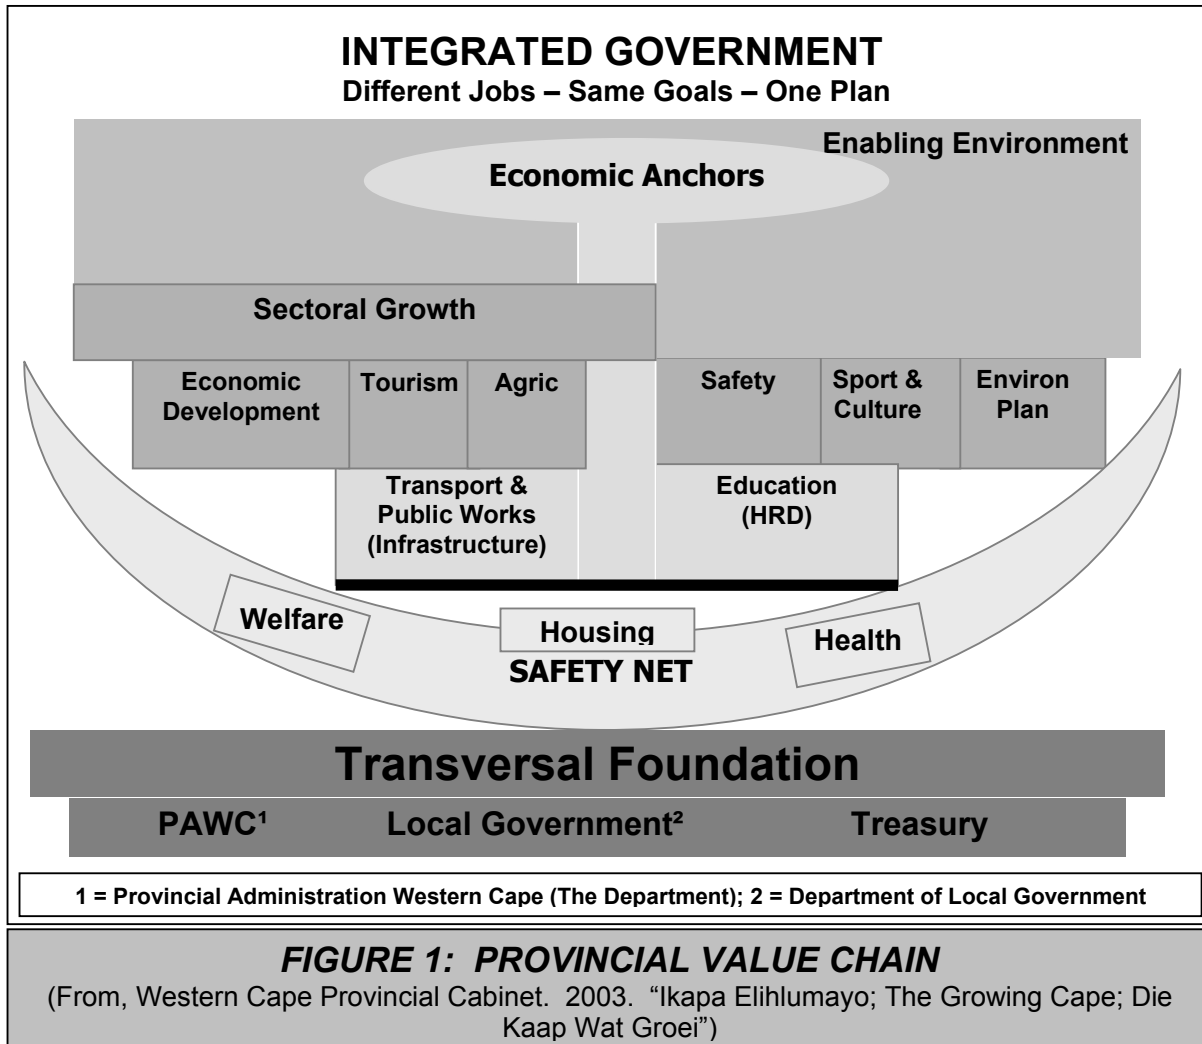 INTEGRATED GOVERNMENT
Different Jobs – Same Goals – One Plan
Enabling Environment
Economic Anchors
Sectoral Growth
Economic
Development
Tourism
Agric
Safety
Sport &
Culture
Environ
Plan
Transport &
Public Works
(Infrastructure)
Education
(HRD)
Welfare
Housing
Health
SAFETY NET
Transversal Foundation
PAWC¹
Local Government²
Treasury
1 = Provincial Administration Western Cape (The Department); 2 = Department of Local Government
FIGURE 1: PROVINCIAL VALUE CHAIN
(From, Western Cape Provincial Cabinet. 2003. “Ikapa Elihlumayo; The Growing Cape; Die
Kaap Wat Groei”)